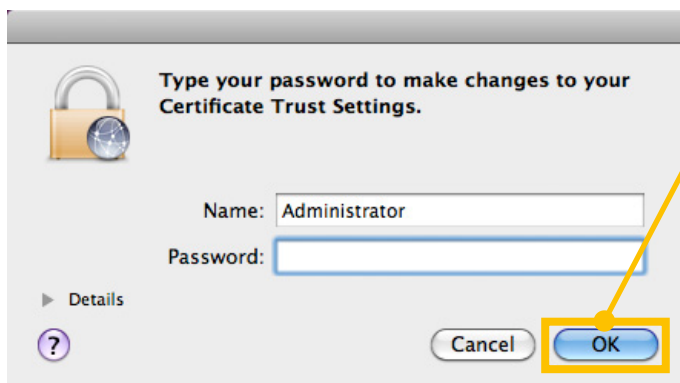 Type your password to make changes to your
Certificate Trust Settings.
Name: Administrator
Password:
Details
?
Cancel OK